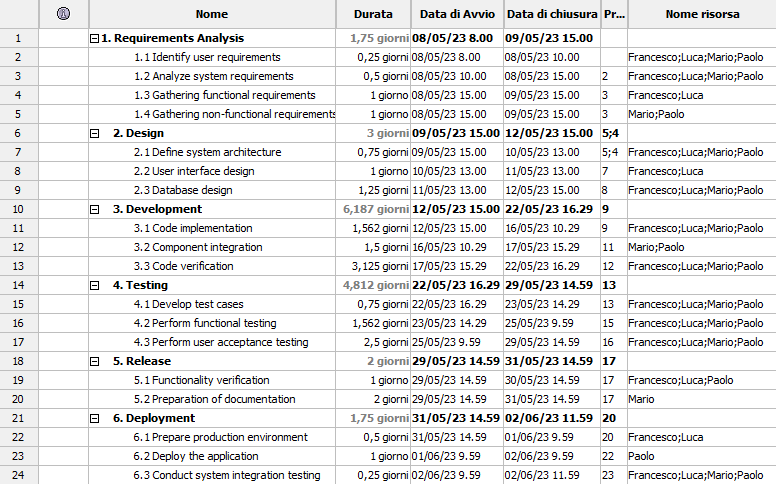 Nome Durata Data di Avvio Data di chiusura Pr... Nome risorsa
1 1. Requirements Analysis 1,75 giorni 08/05/23 8.00 09/05/23 15.00
2 1.1 Identify user requirements 0,25 giorni 08/05/23 8.00 08/05/23 10.00 Francesco;Luca;Mario;Paolo
3 1.2 Analyze system requirements 0,5 giorni 08/05/23 10.00 08/05/23 15.00 2 Francesco;Luca;Mario;Paolo
4 1.3 Gathering functional requirements 1 giorno 08/05/23 15.00 09/05/23 15.00 3 Francesco;Luca
5 1.4 Gathering non-functional requirements 1 giorno 08/05/23 15.00 09/05/23 15.00 3 Mario;Paolo
6 2. Design 3 giorni 09/05/23 15.00 12/05/23 15.00 5;4
7 2.1 Define system architecture 0,75 giorni 09/05/23 15.00 10/05/23 13.00 5;4 Francesco;Luca;Mario;Paolo
8 2.2 User interface design 1 giorno 10/05/23 13.00 11/05/23 13.00 7 Francesco;Luca
9 2.3 Database design 1,25 giorni 11/05/23 13.00 12/05/23 15.00 8 Francesco;Luca;Mario;Paolo
10 3. Development 6,187 giorni 12/05/23 15.00 22/05/23 16.29 9
11 3.1 Code implementation 1,562 giorni 12/05/23 15.00 16/05/23 10.29 9 Francesco;Luca;Mario;Paolo
12 3.2 Component integration 1,5 giorni 16/05/23 10.29 17/05/23 15.29 11 Mario;Paolo
13 3.3 Code verification 3,125 giorni 17/05/23 15.29 22/05/23 16.29 12 Francesco;Luca;Mario;Paolo
14 4. Testing 4,812 giorni 22/05/23 16.29 29/05/23 14.59 13
15 4.1 Develop test cases 0,75 giorni 22/05/23 16.29 23/05/23 14.29 13 Francesco;Luca;Mario;Paolo
16 4.2 Perform functional testing 1,562 giorni 23/05/23 14.29 25/05/23 9.59 15 Francesco;Luca;Mario;Paolo
17 4.3 Perform user acceptance testing 2,5 giorni 25/05/23 9.59 29/05/23 14.59 16 Francesco;Luca;Mario;Paolo
18 5. Release 2 giorni 29/05/23 14.59 31/05/23 14.59 17
19 5.1 Functionality verification 1 giorno 29/05/23 14.59 30/05/23 14.59 17 Francesco;Luca;Paolo
20 5.2 Preparation of documentation 2 giorni 29/05/23 14.59 31/05/23 14.59 17 Mario
21 6. Deployment 1,75 giorni 31/05/23 14.59 02/06/23 11.59 20
22 6.1 Prepare production environment 0,5 giorni 31/05/23 14.59 01/06/23 9.59 20 Francesco;Luca
23 6.2 Deploy the application 1 giorno 01/06/23 9.59 02/06/23 9.59 22 Paolo
24 6.3 Conduct system integration testing 0,25 giorni 02/06/23 9.59 02/06/23 11.59 23 Francesco;Luca;Mario;Paolo